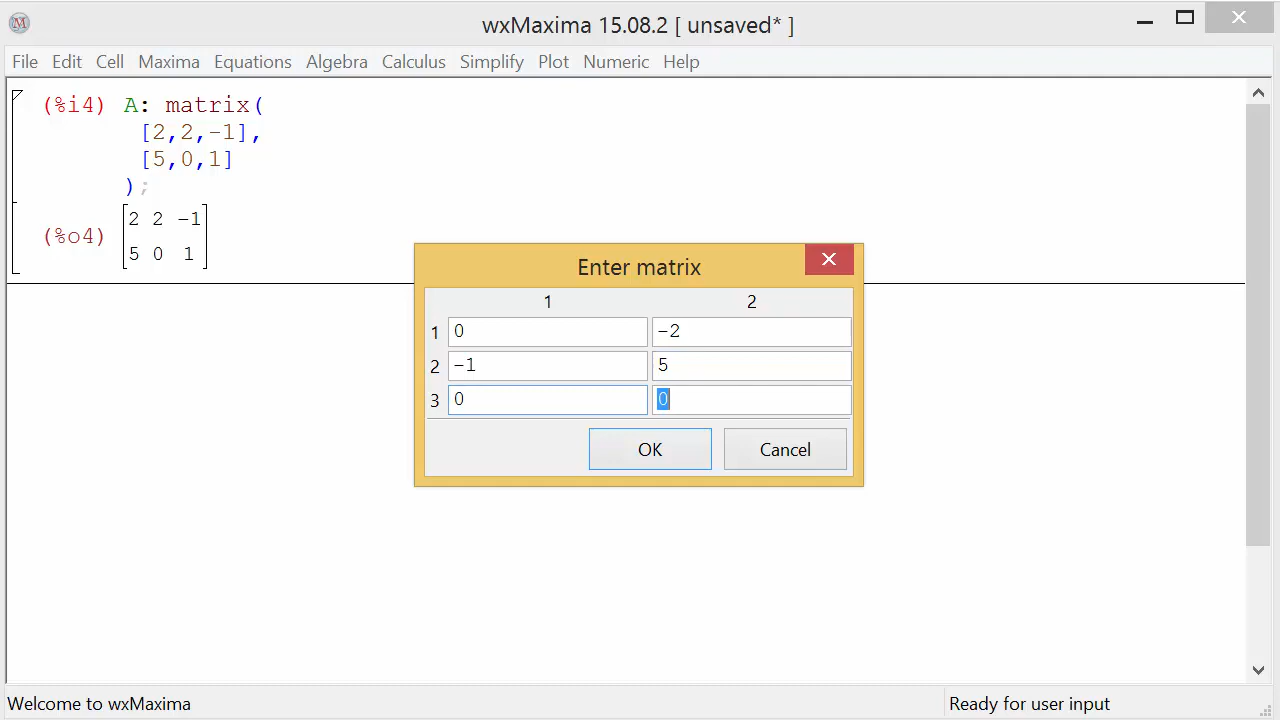 wxMaxima 15.08.2 [ unsaved* ]
File Edit Cell Maxima Equations Algebra Calculus Simplify Plot Numeric Help
(%i4) A: matrix(
[2,2,-1],
[5,0,1]
);
(%o4) [2 2 -1
5 0 1]
Enter matrix
1 2
1 0 -2
2 -1 5
3 0 0
OK Cancel
Welcome to wxMaxima Ready for user input